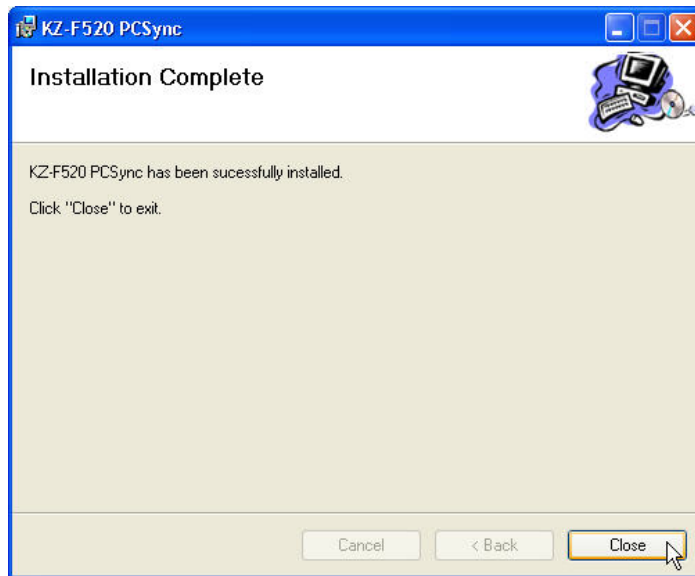 KZ-F520 PCSync
Installation Complete
KZ-F520 PCSync has been sucessfully installed.
Click "Close" to exit.
Cancel
< Back
Close